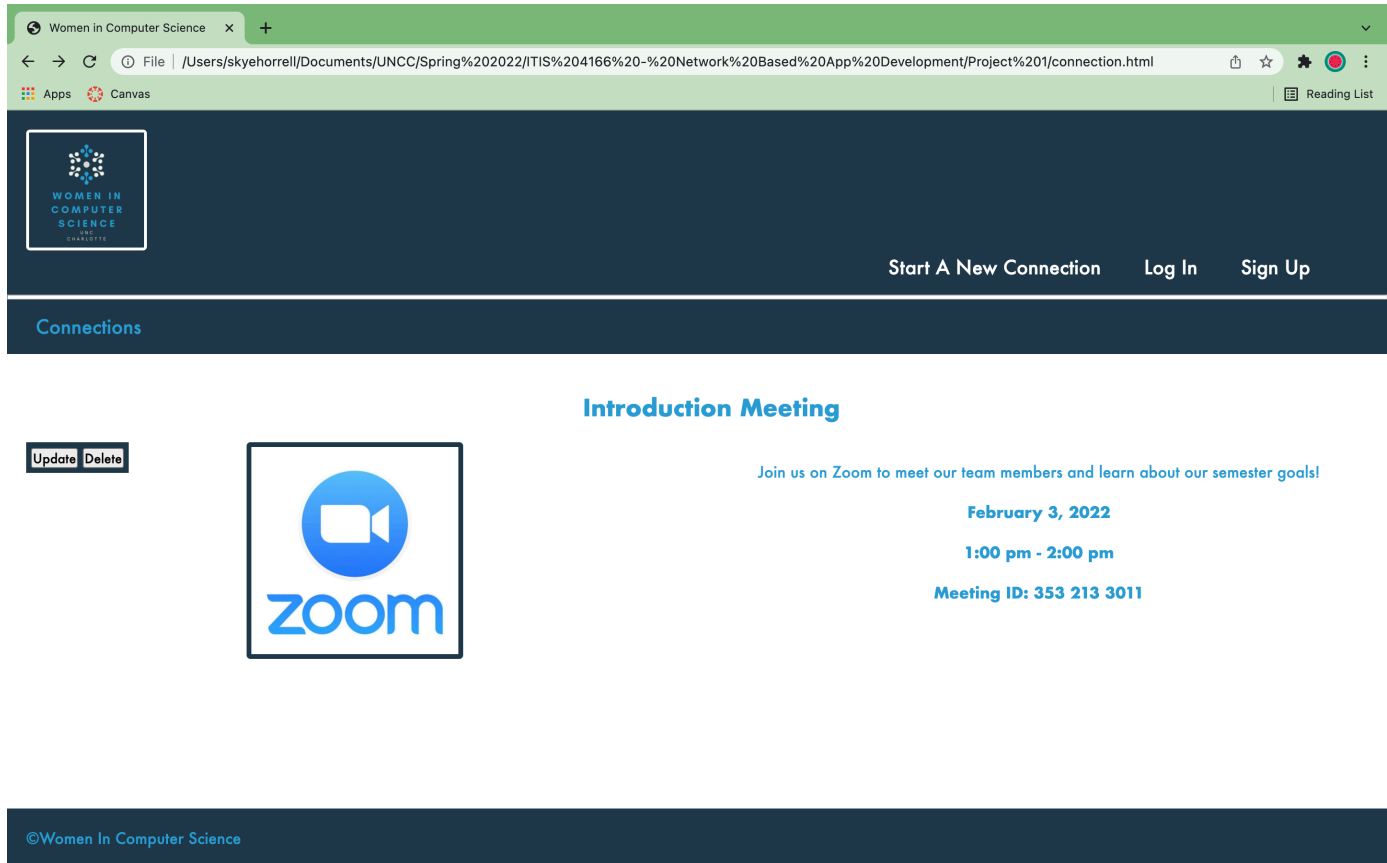 Women in Computer Science
File /Users/skyehorrell/Documents/UNCC/Spring%202022/ITIS%204166%20-%20Network%20Based%20App%20Development/Project%201/connection.html
Apps Canvas Reading List
WOMEN IN
COMPUTER
SCIENCE
UNC
CHARLOTTE
Start A New Connection Log In Sign Up
Connections
Introduction Meeting
Update Delete
zoom
Join us on Zoom to meet our team members and learn about our semester goals!
February 3, 2022
1:00 pm - 2:00 pm
Meeting ID: 353 213 3011
©Women In Computer Science